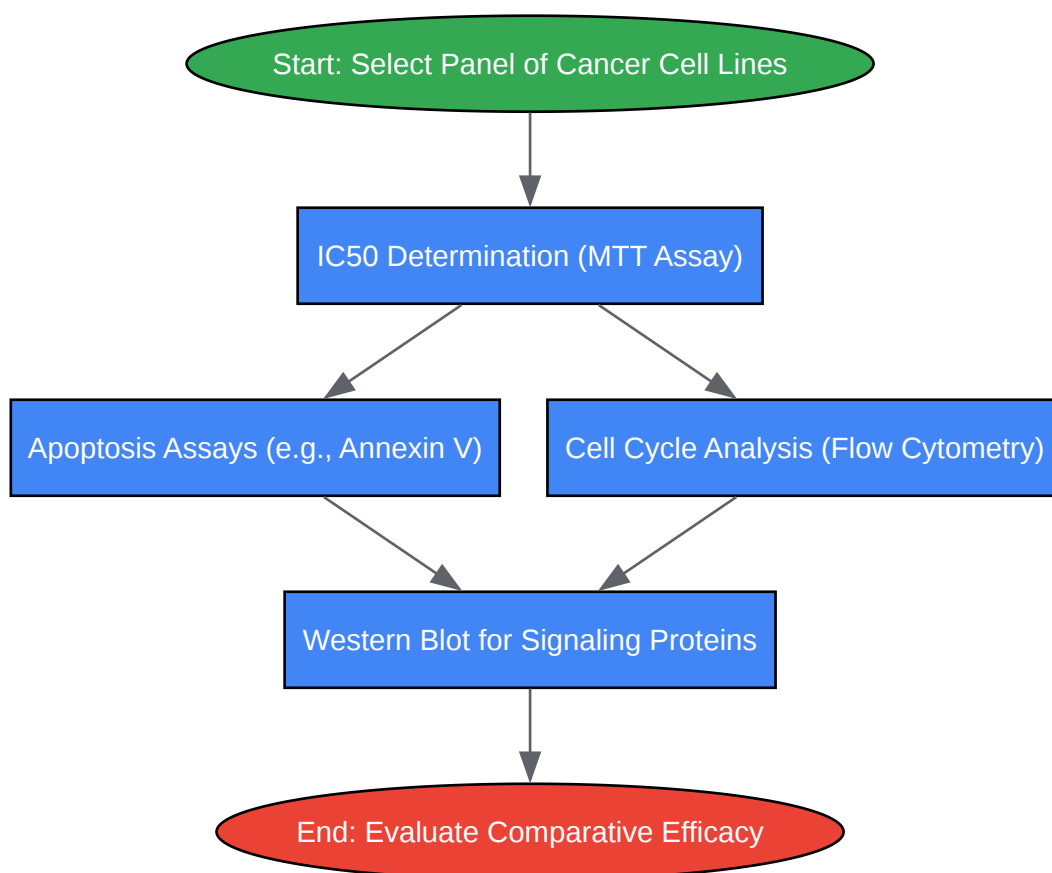 Start: Select Panel of Cancer Cell Lines
IC50 Determination (MTT Assay)
Apoptosis Assays (e.g., Annexin V)
Cell Cycle Analysis (Flow Cytometry)
Western Blot for Signaling Proteins
End: Evaluate Comparative Efficacy